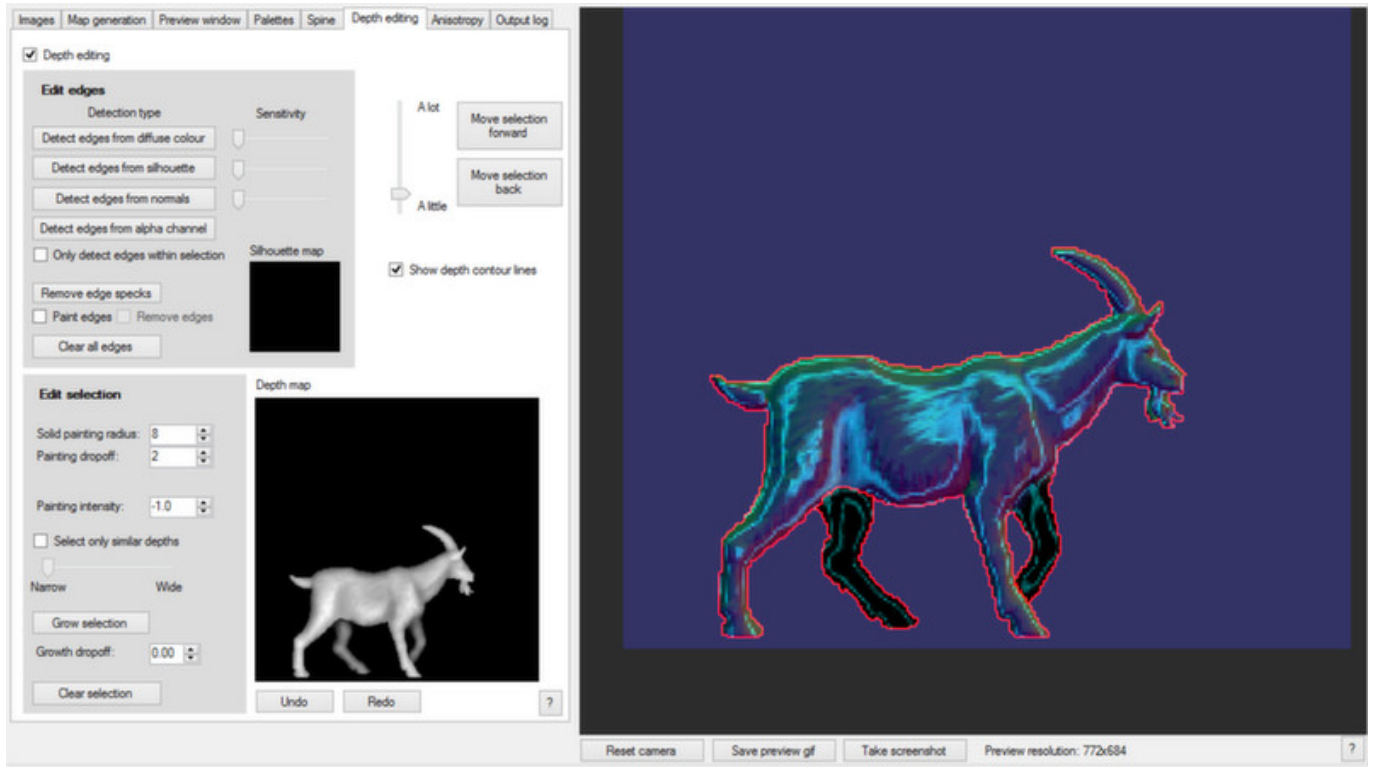 Images Map generation Preview window Palettes Spine Depth editing Anisotropy Output log
Depth editing
Edit edges
Detection type Sensitivity
Detect edges from diffuse colour
Detect edges from silhouette
Detect edges from normals
Detect edges from alpha channel
Only detect edges within selection
Silhouette map
Remove edge specks
Paint edges Remove edges
Clear all edges
A lot
A little
Move selection
forward
Move selection
back
Show depth contour lines
Edit selection
Solid painting radius: 8
Painting dropoff: 2
Painting intensity: -1.0
Select only similar depths
Narrow Wide
Grow selection
Growth dropoff: 0.00
Clear selection
Depth map
Undo Redo ?
Reset camera Save preview gif Take screenshot Preview resolution: 772x684 ?